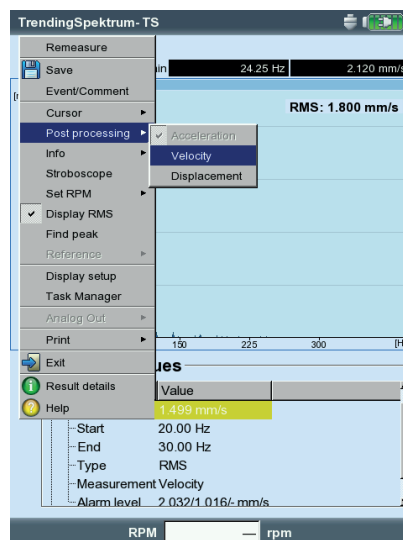 TrendingSpektrum- TS
Remeasure
Save
in 24.25 Hz 2.120 mm/s
Event/Comment
RMS: 1.800 mm/s
Cursor
Post processing
Acceleration
Info
Velocity
Stroboscope
Displacement
Set RPM
Display RMS
Find peak
Reference
Display setup
Task Manager
Analog Out
Print
150 225 300 [H
Exit
ues
Result details
Value
Help
1.499 mm/s
Start 20.00 Hz
End 30.00 Hz
Type RMS
Measurement Velocity
Alarm level 2.032/1.016/- mm/s
RPM — rpm